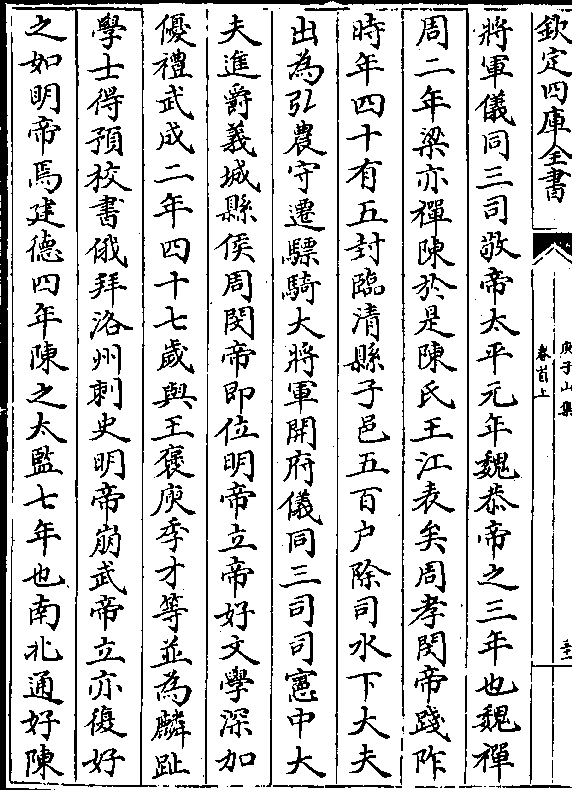 欽定四庫全書
庾子山集
卷首上
將軍儀同三司敬帝太平元年魏恭帝之三年也魏禪
周二年梁亦禪陳於是陳氏王江表矣周孝閔帝踐阼
時年四十有五封臨清縣子邑五百户除司水下大夫
出為弘農守遷驃騎大將軍開府儀同三司司憲中大
夫進爵義城縣侯周閔帝即位明帝立帝好文學深加
優禮武成二年四十七歲與王褒庾季才等並為麟趾
學士得預校書俄拜洛州刺史明帝崩武帝立亦復好
之如明帝焉建德四年陳之太監七年也南北通好陳